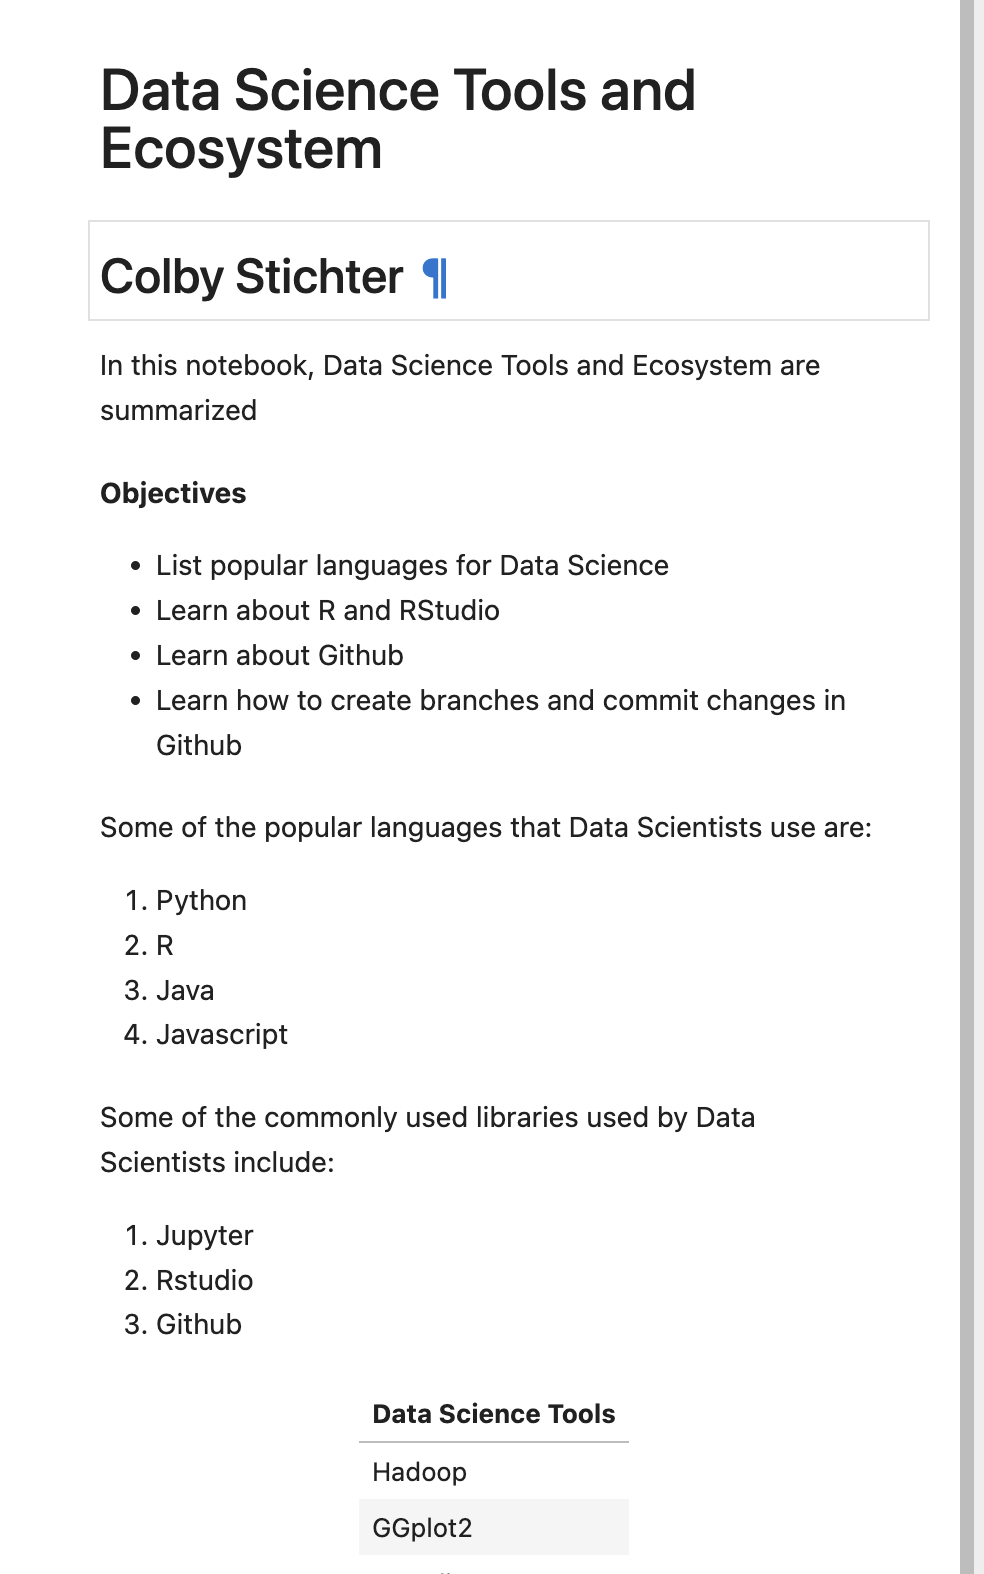 Data Science Tools and
Ecosystem
Colby Stichter ¶
In this notebook, Data Science Tools and Ecosystem are
summarized
Objectives
• List popular languages for Data Science
• Learn about R and RStudio
• Learn about Github
• Learn how to create branches and commit changes in
Github
Some of the popular languages that Data Scientists use are:
1. Python
2. R
3. Java
4. Javascript
Some of the commonly used libraries used by Data
Scientists include:
1. Jupyter
2. Rstudio
3. Github
Data Science Tools
Hadoop
GGplot2